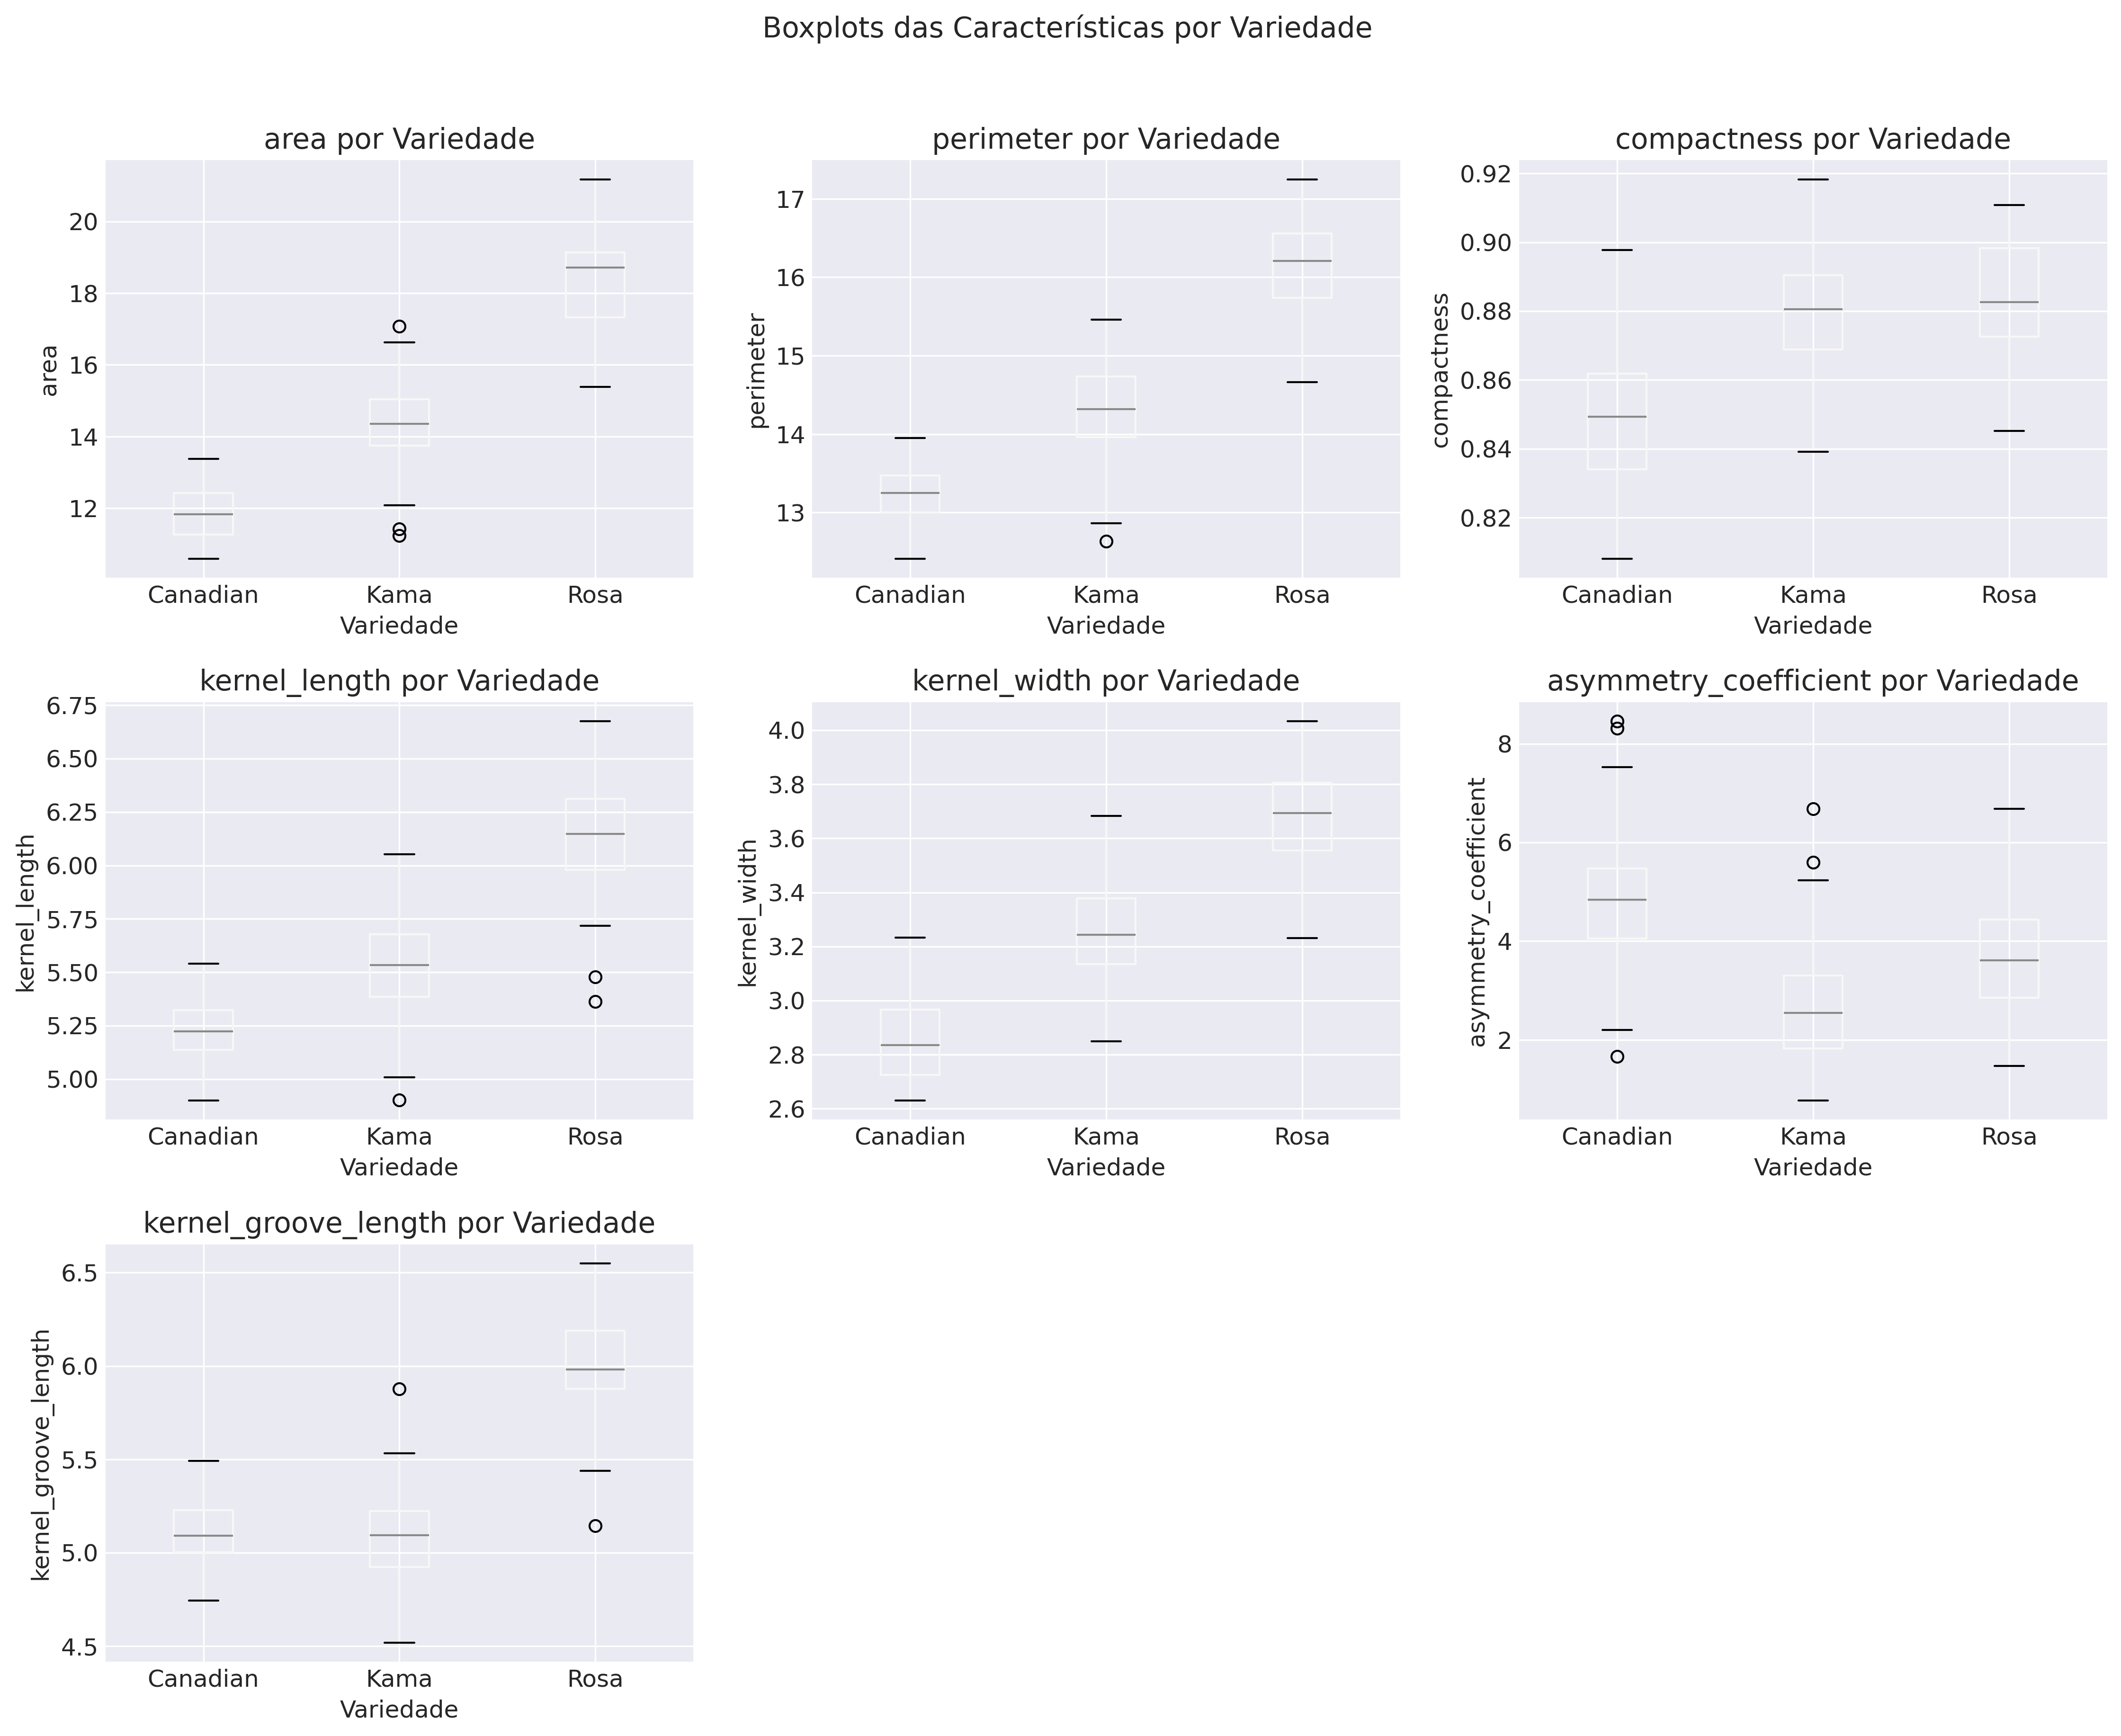 Boxplots das Características por Variedade
area por Variedade
area
20
18
16
14
12
Canadian Kama Rosa
Variedade
perimeter por Variedade
perimeter
17
16
15
14
13
Canadian Kama Rosa
Variedade
compactness por Variedade
compactness
0.92
0.90
0.88
0.86
0.84
0.82
Canadian Kama Rosa
Variedade
kernel_length por Variedade
kernel_length
6.75
6.50
6.25
6.00
5.75
5.50
5.25
5.00
Canadian Kama Rosa
Variedade
kernel_width por Variedade
kernel_width
4.0
3.8
3.6
3.4
3.2
3.0
2.8
2.6
Canadian Kama Rosa
Variedade
asymmetry_coefficient por Variedade
asymmetry_coefficient
8
6
4
2
Canadian Kama Rosa
Variedade
kernel_groove_length por Variedade
kernel_groove_length
6.5
6.0
5.5
5.0
4.5
Canadian Kama Rosa
Variedade